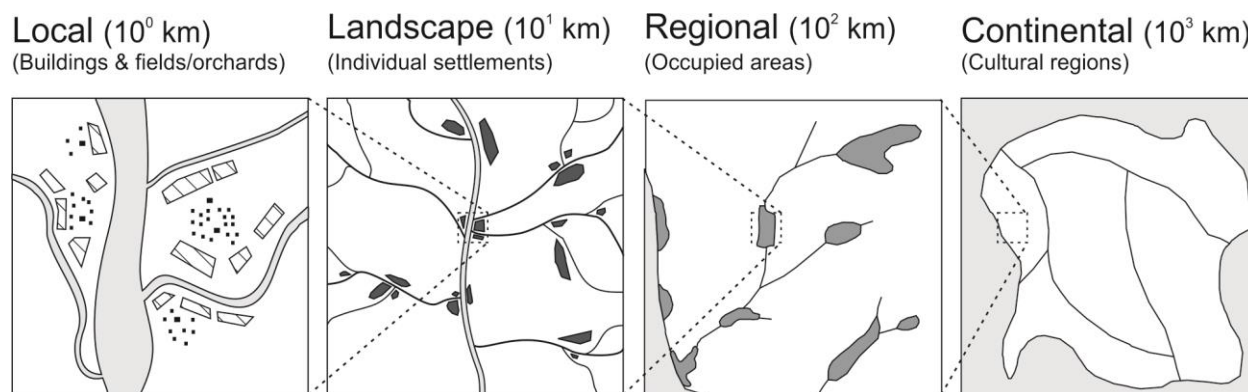 Local (10⁰ km)
(Buildings & fields/orchards)
Landscape (10¹ km)
(Individual settlements)
Regional (10² km)
(Occupied areas)
Continental (10³ km)
(Cultural regions)